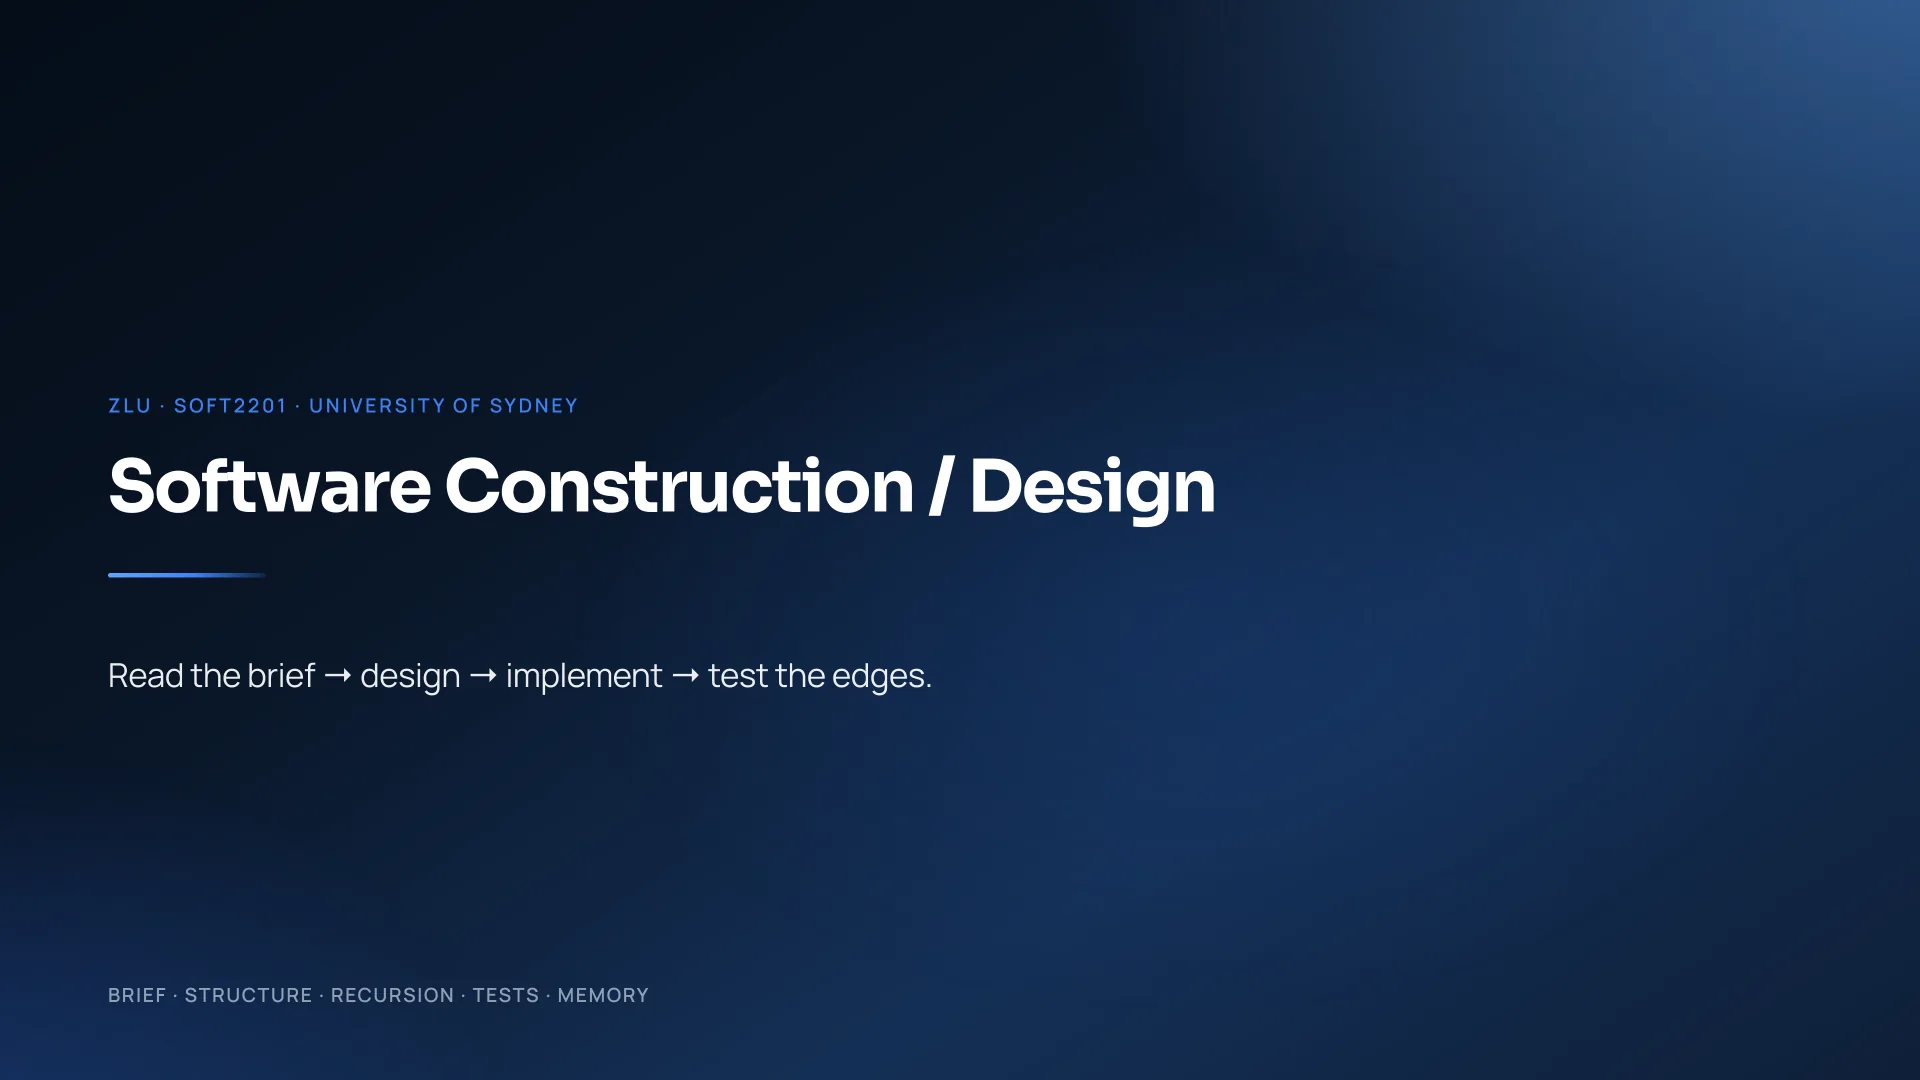 ZLU · SOFT2201 · UNIVERSITY OF SYDNEY
Software Construction / Design
Read the brief → design → implement → test the edges.
BRIEF · STRUCTURE · RECURSION · TESTS · MEMORY